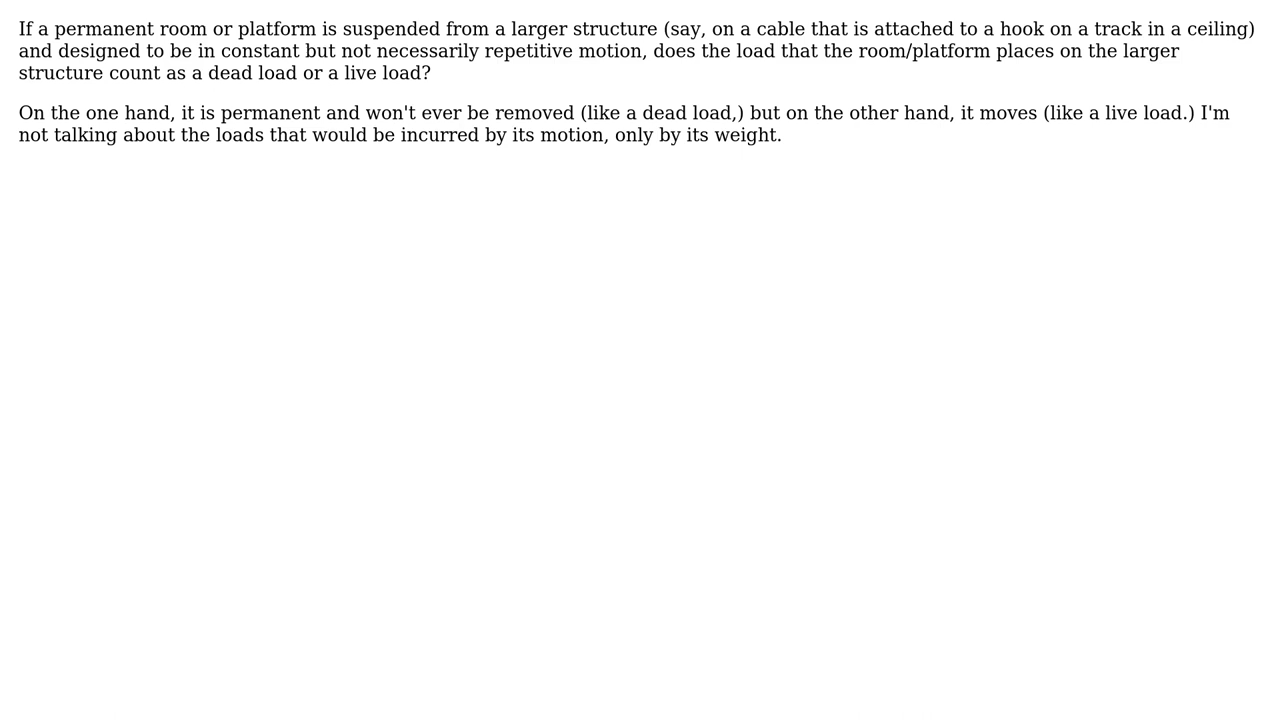 If a permanent room or platform is suspended from a larger structure (say, on a cable that is attached to a hook on a track in a ceiling)
and designed to be in constant but not necessarily repetitive motion, does the load that the room/platform places on the larger
structure count as a dead load or a live load?
On the one hand, it is permanent and won't ever be removed (like a dead load,) but on the other hand, it moves (like a live load.) I'm
not talking about the loads that would be incurred by its motion, only by its weight.